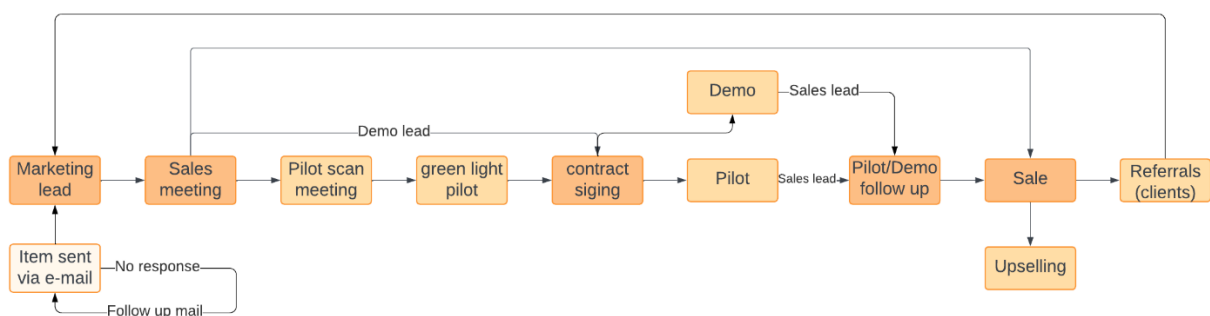 Demo
Sales lead
Demo lead
Marketing
lead
Sales
meeting
Pilot scan
meeting
green light
pilot
contract
siging
Pilot
Sales lead
Pilot/Demo
follow up
Sale
Referrals
(clients)
Item sent
via e-mail
No response
Follow up mail
Upselling